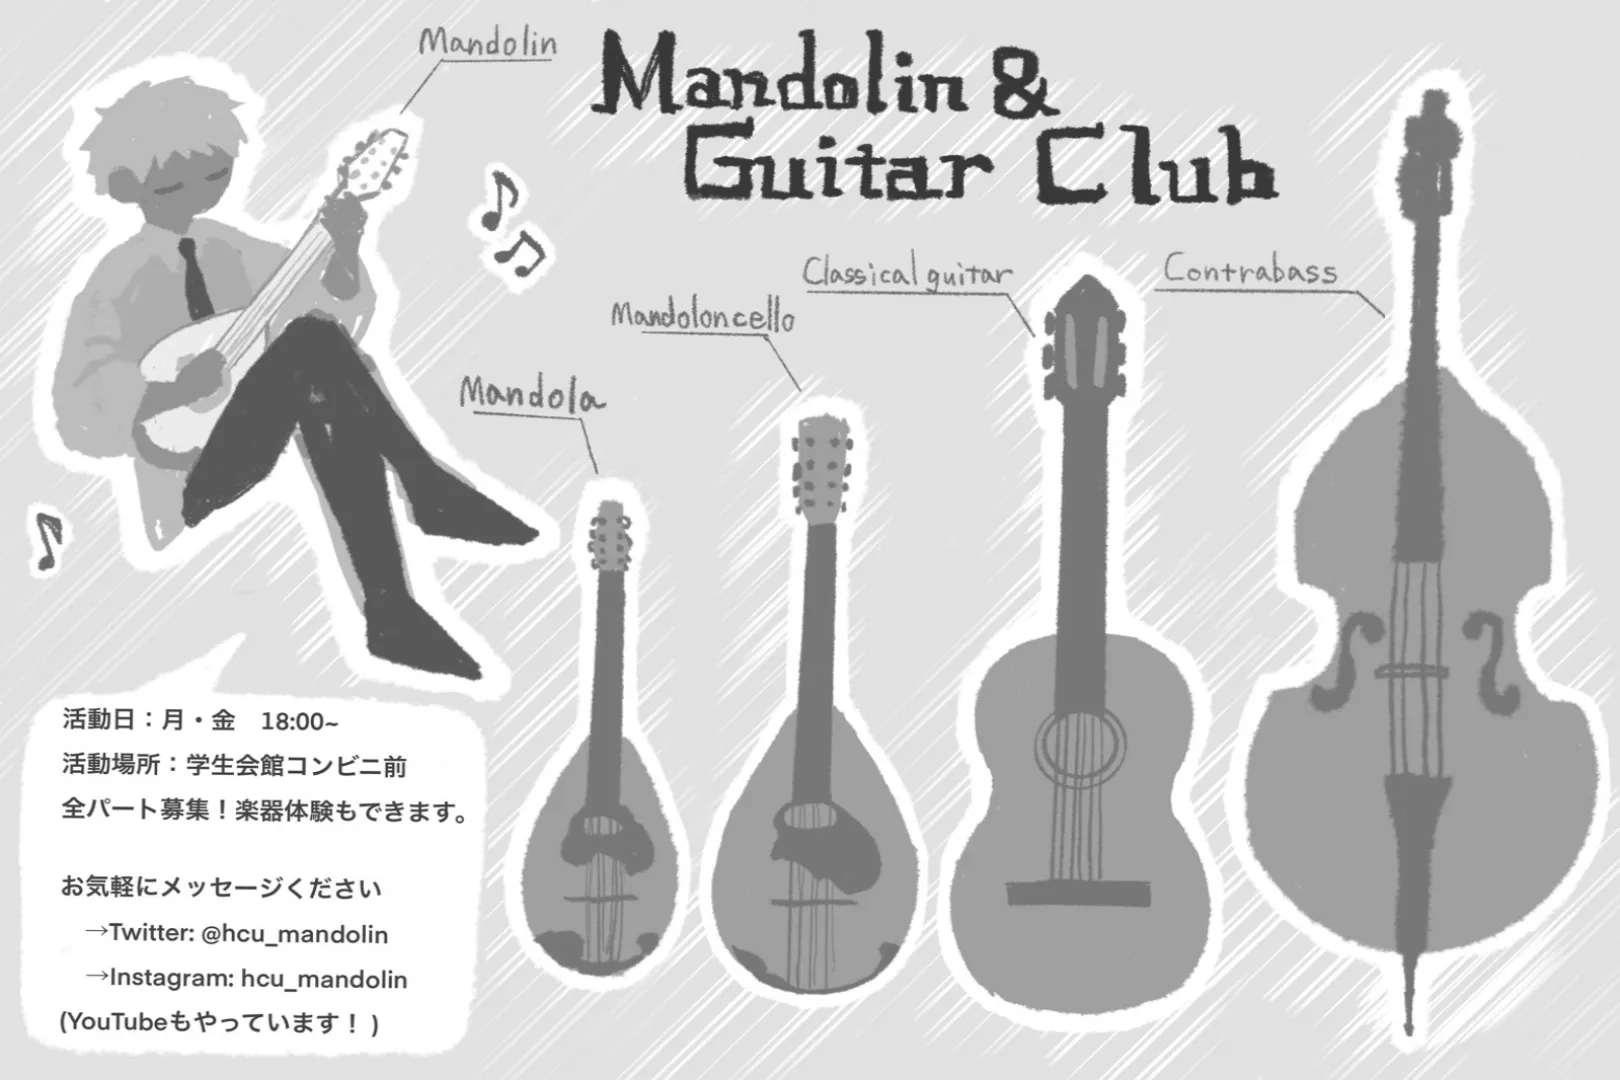 Mandolin
Mandolin &
Guitar Club
Classical guitar
Contrabass
Mandoloncello
Mandola
活動日：月・金　18:00~
活動場所：学生会館コンビニ前
全パート募集！楽器体験もできます。
お気軽にメッセージください
→Twitter: @hcu_mandolin
→Instagram: hcu_mandolin
(YouTubeもやっています！)